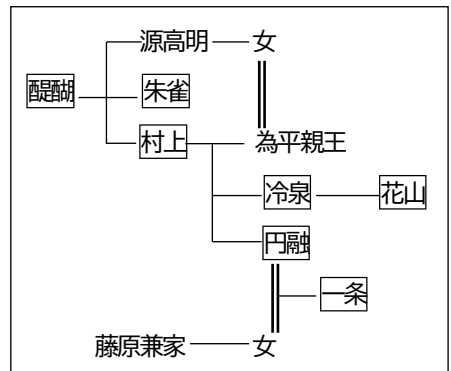 源高明 女
醍醐 朱雀
村上 為平親王
冷泉 花山
円融
一条
藤原兼家 女